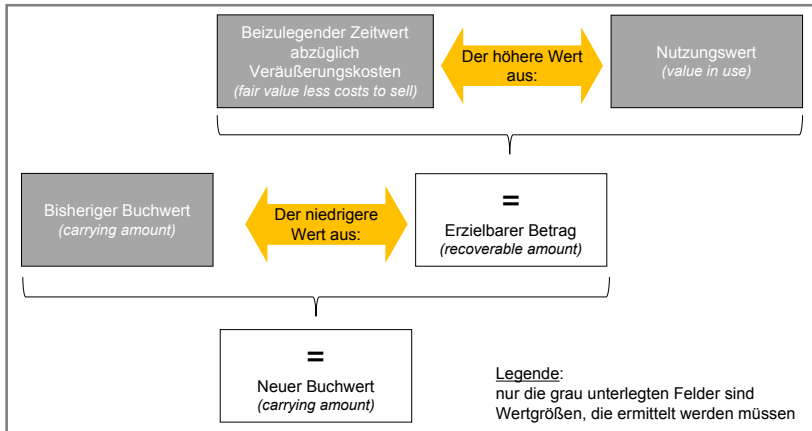 Beizulegender Zeitwert
abzüglich
Veräußerungskosten
(fair value less costs to sell)
Der höhere Wert
aus:
Nutzungswert
(value in use)
Bisheriger Buchwert
(carrying amount)
Der niedrigere
Wert aus:
=
Erzielbarer Betrag
(recoverable amount)
=
Neuer Buchwert
(carrying amount)
Legende:
nur die grau unterlegten Felder sind
Wertgrößen, die ermittelt werden müssen